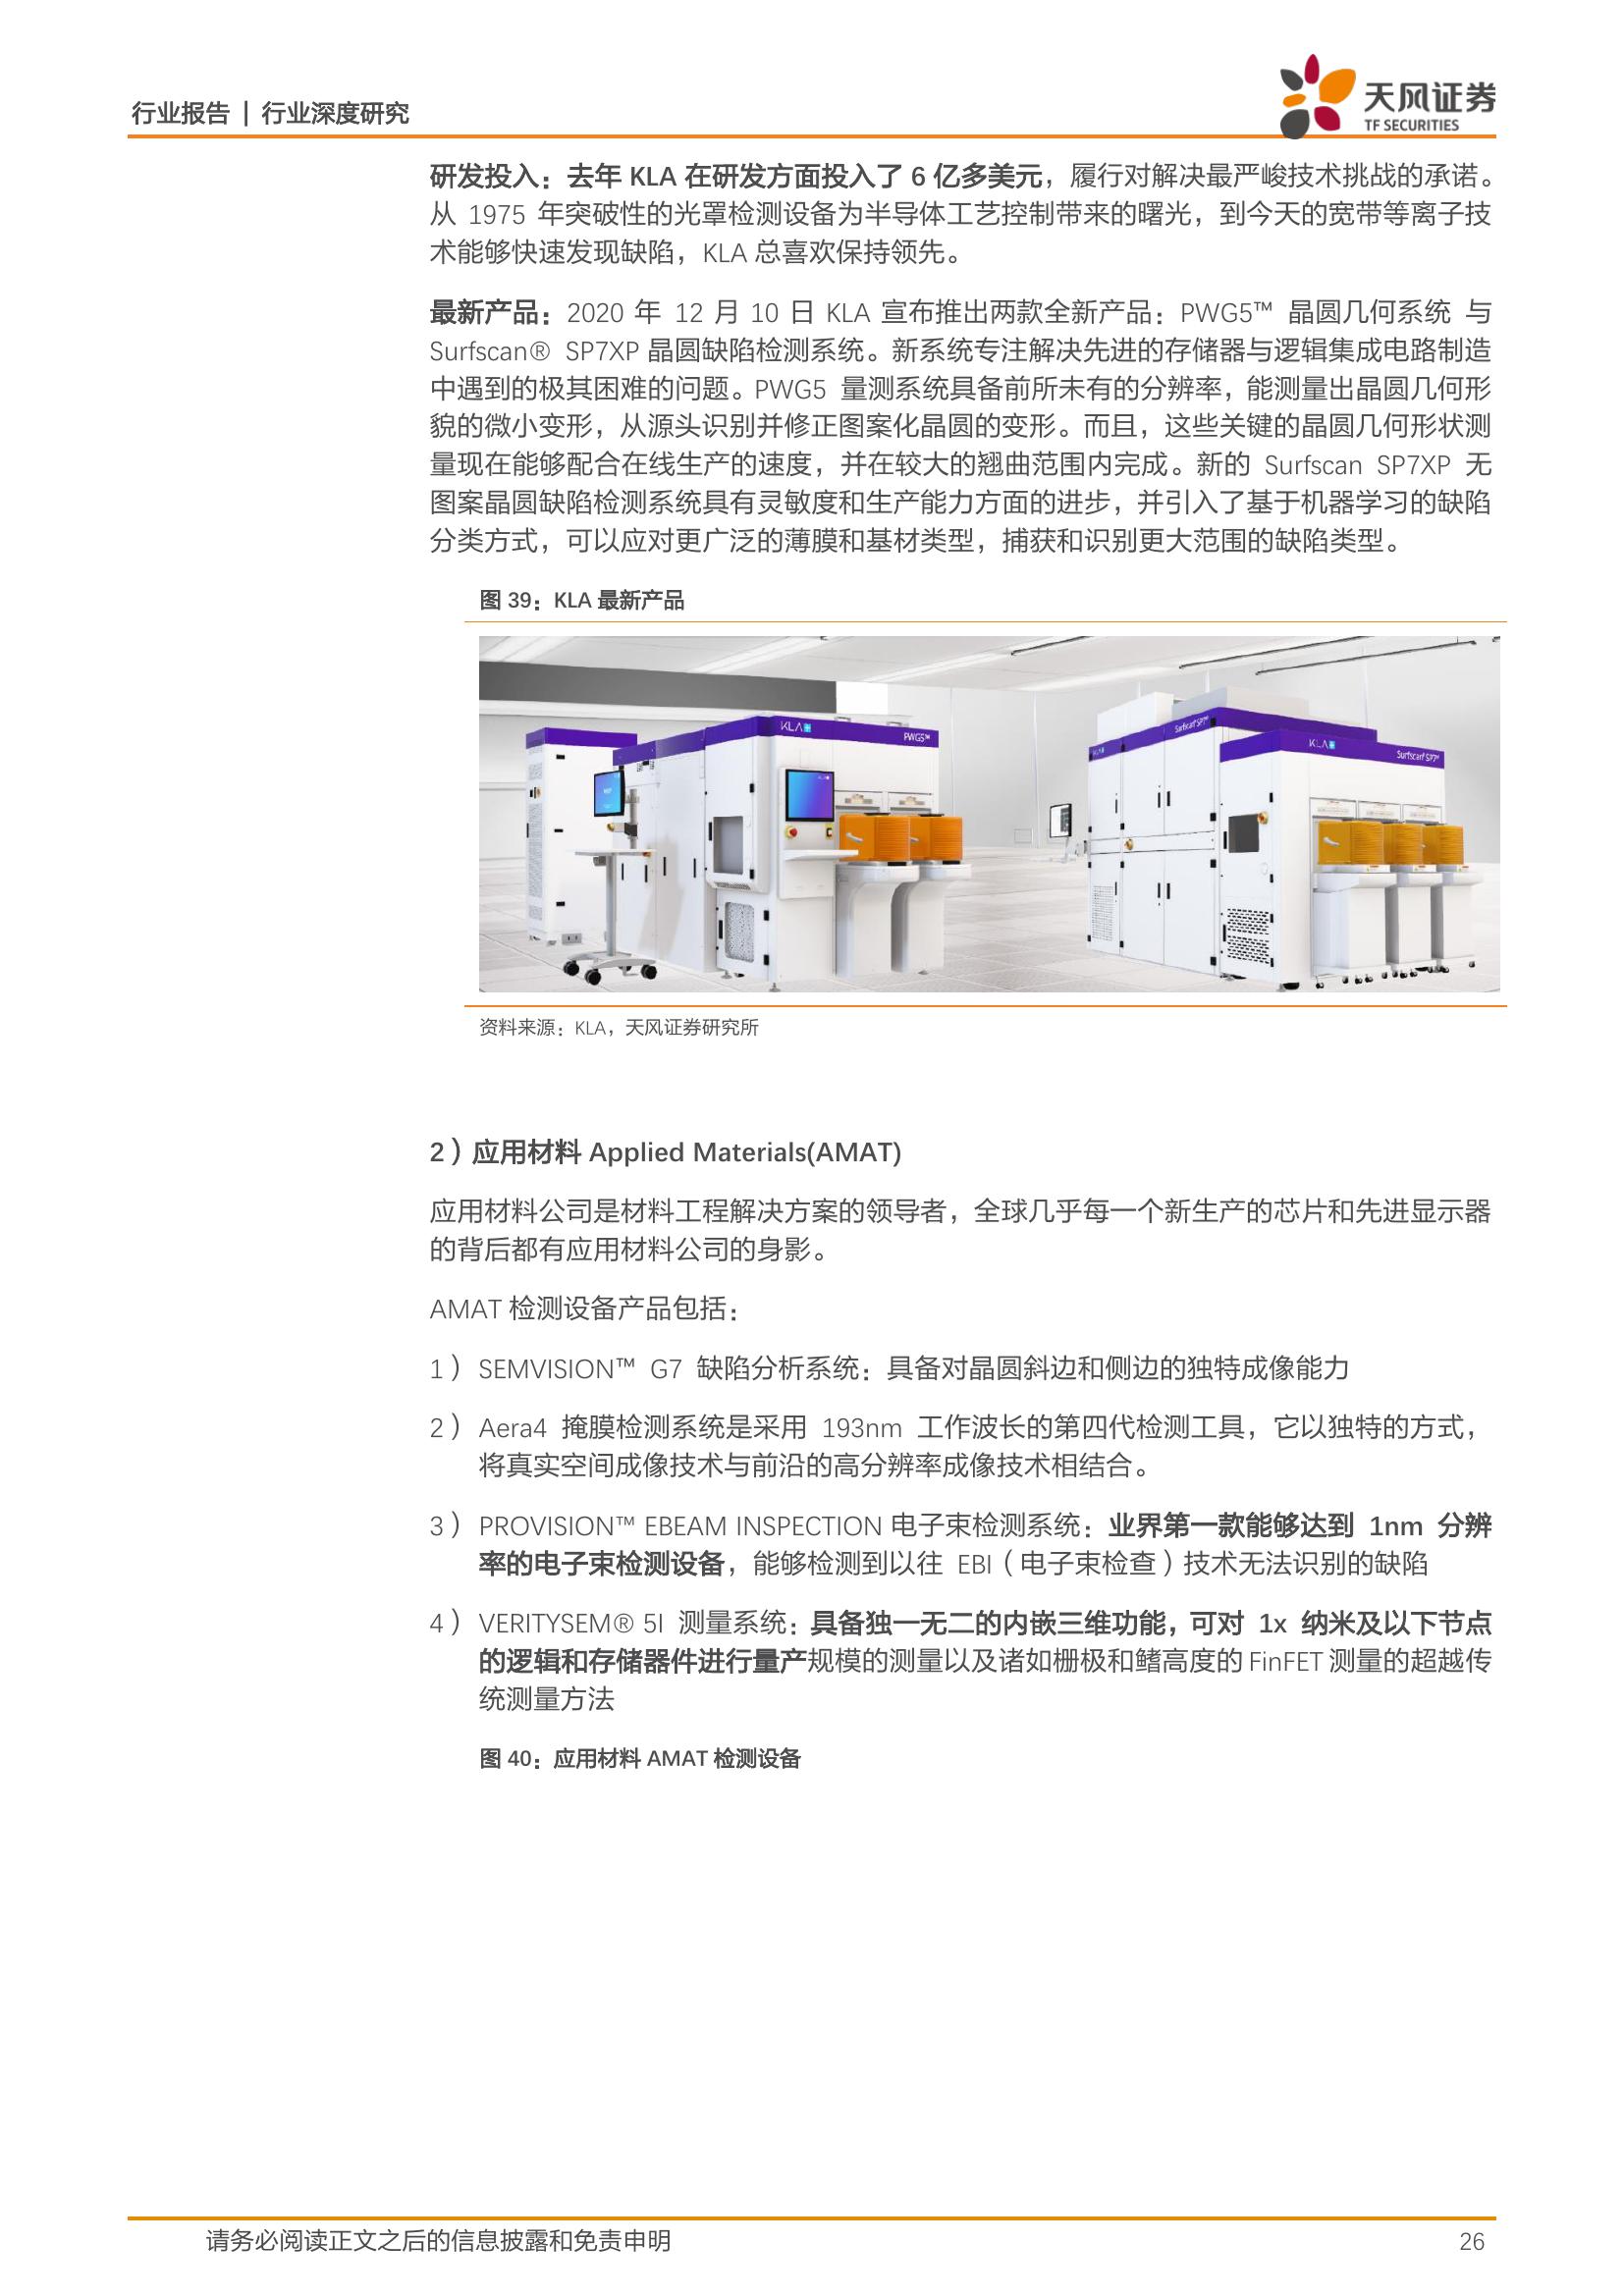 行业报告 | 行业深度研究
天风证券
TF SECURITIES
研发投入：去年 KLA 在研发方面投入了 6 亿多美元，履行对解决最严峻技术挑战的承诺。
从 1975 年突破性的光罩检测设备为半导体工艺控制带来的曙光，到今天的宽带等离子技
术能够快速发现缺陷，KLA 总喜欢保持领先。
最新产品：2020 年 12 月 10 日 KLA 宣布推出两款全新产品：PWG5™ 晶圆几何系统 与
Surfscan® SP7XP 晶圆缺陷检测系统。新系统专注解决先进的存储器与逻辑集成电路制造
中遇到的极其困难的问题。PWG5 量测系统具备前所未有的分辨率，能测量出晶圆几何形
貌的微小变形，从源头识别并修正图案化晶圆的变形。而且，这些关键的晶圆几何形状测
量现在能够配合在线生产的速度，并在较大的翘曲范围内完成。新的 Surfscan SP7XP 无
图案晶圆缺陷检测系统具有灵敏度和生产能力方面的进步，并引入了基于机器学习的缺陷
分类方式，可以应对更广泛的薄膜和基材类型，捕获和识别更大范围的缺陷类型。
图 39：KLA 最新产品
KLA
PWG5™
KLA
Surfscan® SP7XP
KLA
Surfscan® SP7XP
资料来源：KLA，天风证券研究所
2）应用材料 Applied Materials(AMAT)
应用材料公司是材料工程解决方案的领导者，全球几乎每一个新生产的芯片和先进显示器
的背后都有应用材料公司的身影。
AMAT 检测设备产品包括：
1） SEMVISION™ G7 缺陷分析系统：具备对晶圆斜边和侧边的独特成像能力
2） Aera4 掩膜检测系统是采用 193nm 工作波长的第四代检测工具，它以独特的方式，
将真实空间成像技术与前沿的高分辨率成像技术相结合。
3） PROVISION™ EBEAM INSPECTION 电子束检测系统：业界第一款能够达到 1nm 分辨
率的电子束检测设备，能够检测到以往 EBI（电子束检查）技术无法识别的缺陷
4） VERITYSEM® 5I 测量系统：具备独一无二的内嵌三维功能，可对 1x 纳米及以下节点
的逻辑和存储器件进行量产规模的测量以及诸如栅极和鳍高度的 FinFET 测量的超越传
统测量方法
图 40：应用材料 AMAT 检测设备
请务必阅读正文之后的信息披露和免责申明
26